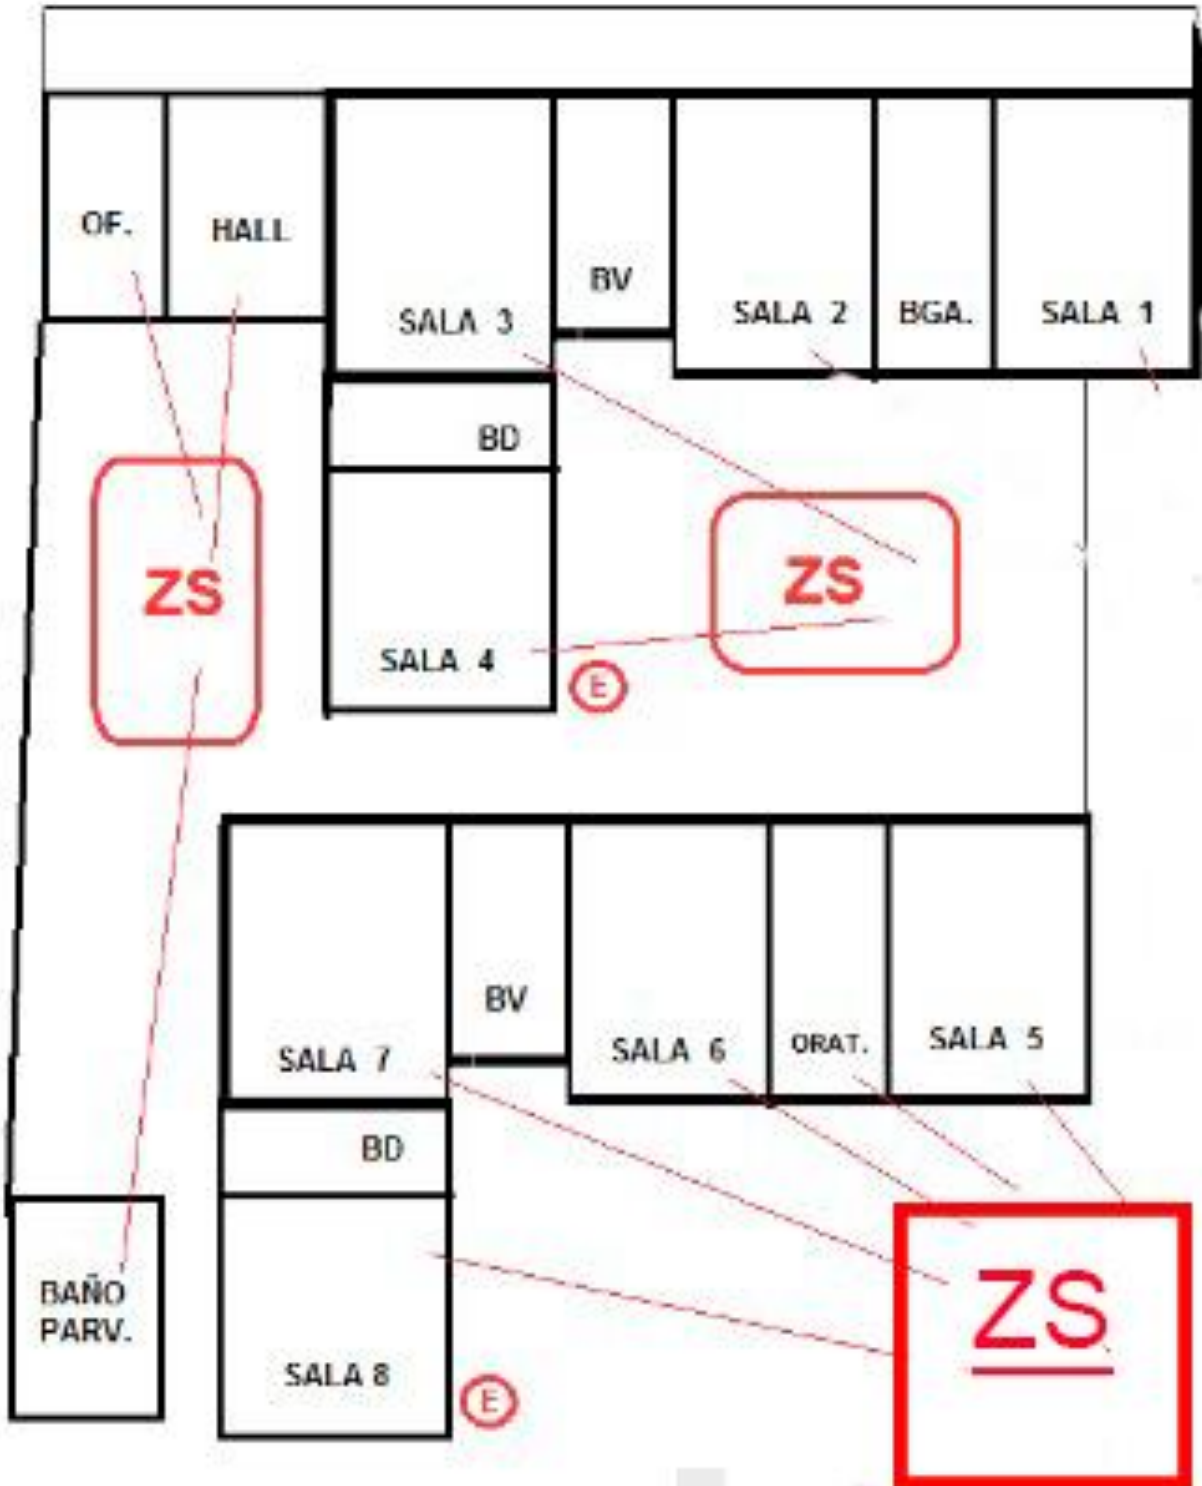 OF.
HALL
SALA 3
BV
SALA 2
BGA.
SALA 1
BD
ZS
ZS
SALA 4
E
SALA 7
BV
SALA 6
ORAT.
SALA 5
BD
BAÑO
PARV.
SALA 8
E
ZS